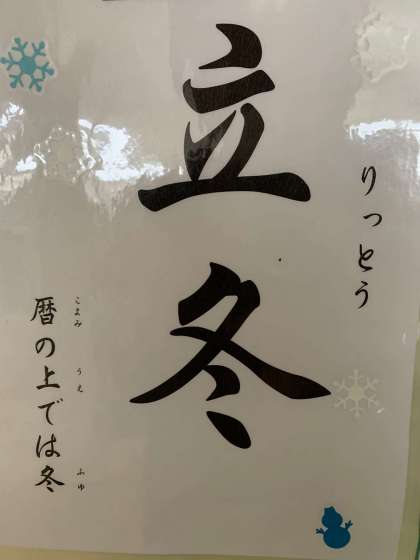 りっとう
立冬
こよみ うえ ふゆ
暦の上では冬